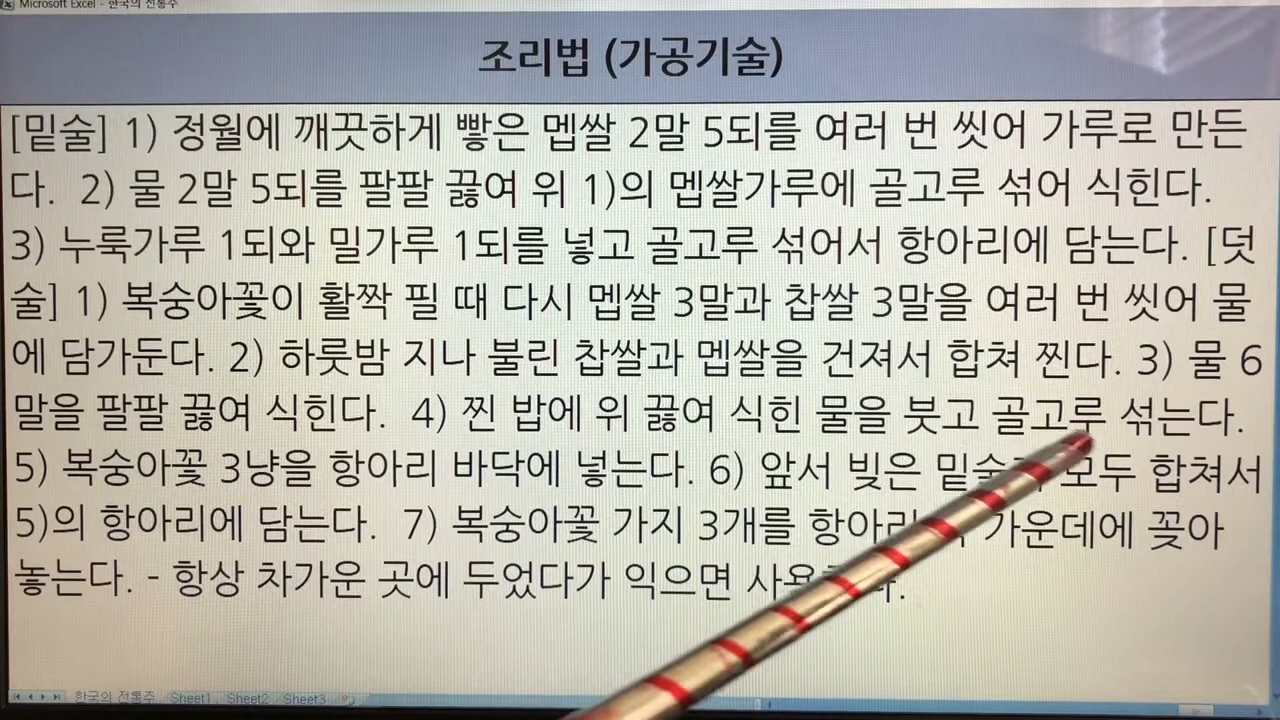 Microsoft Excel - 한국의 전통주
조리법 (가공기술)
[밑술] 1) 정월에 깨끗하게 빻은 멥쌀 2말 5되를 여러 번 씻어 가루로 만든
다. 2) 물 2말 5되를 팔팔 끓여 위 1)의 멥쌀가루에 골고루 섞어 식힌다.
3) 누룩가루 1되와 밀가루 1되를 넣고 골고루 섞어서 항아리에 담는다. [덧
술] 1) 복숭아꽃이 활짝 필 때 다시 멥쌀 3말과 찹쌀 3말을 여러 번 씻어 물
에 담가둔다. 2) 하룻밤 지나 불린 찹쌀과 멥쌀을 건져서 합쳐 찐다. 3) 물 6
말을 팔팔 끓여 식힌다. 4) 찐 밥에 위 끓여 식힌 물을 붓고 골고루 섞는다.
5) 복숭아꽃 3냥을 항아리 바닥에 넣는다. 6) 앞서 빚은 모두 합쳐서
5)의 항아리에 담는다. 7) 복숭아꽃 가지 3개를 가운데에 꽂아
놓는다. - 항상 차가운 곳에 두었다가 익으면
한국의 전통주 Sheet1 Sheet2 Sheet3